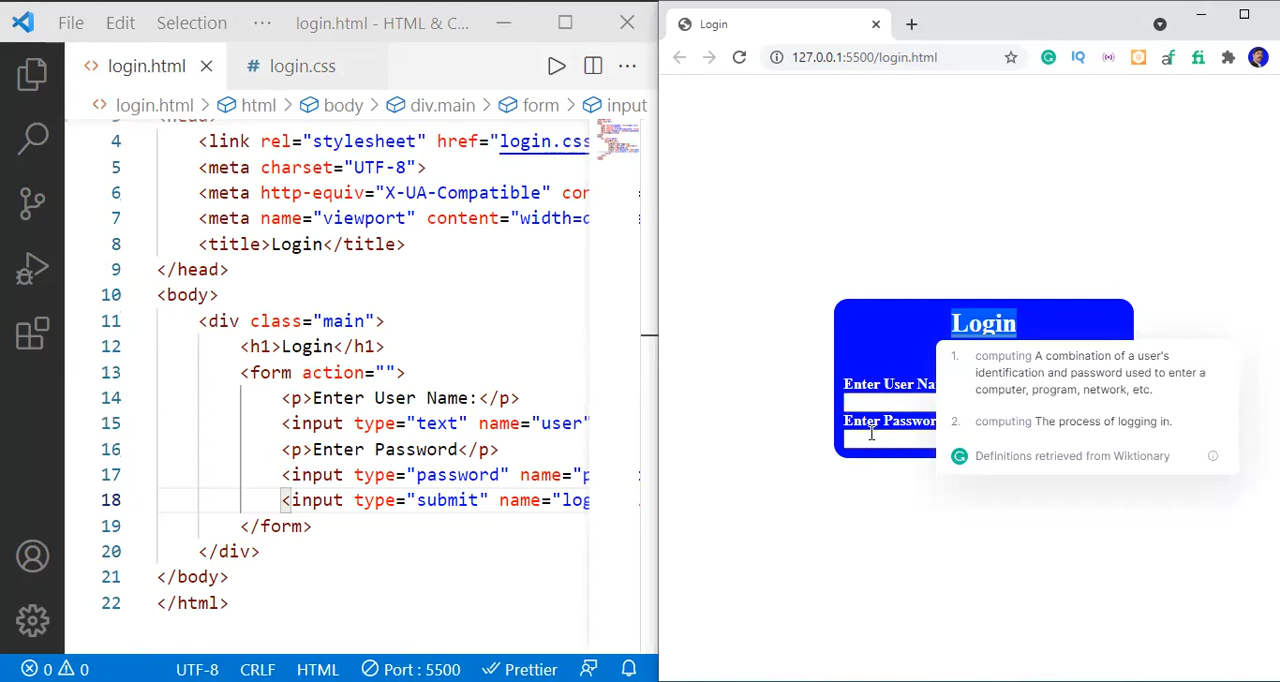 File Edit Selection ··· login.html - HTML & C...
login.html
# login.css
login.html > html > body > div.main > form > input
4 <link rel="stylesheet" href="login.css
5 <meta charset="UTF-8">
6 <meta http-equiv="X-UA-Compatible" con
7 <meta name="viewport" content="width=d
8 <title>Login</title>
9 </head>
10 <body>
11 <div class="main">
12 <h1>Login</h1>
13 <form action="">
14 <p>Enter User Name:</p>
15 <input type="text" name="user"
16 <p>Enter Password</p>
17 <input type="password" name="p
18 <input type="submit" name="log
19 </form>
20 </div>
21 </body>
22 </html>
0 0 UTF-8 CRLF HTML Port : 5500 Prettier
Login
127.0.0.1:5500/login.html
IQ
af
fi
Login
Enter User Na
Enter Passwor
1. computing A combination of a user's
identification and password used to enter a
computer, program, network, etc.
2. computing The process of logging in.
Definitions retrieved from Wiktionary